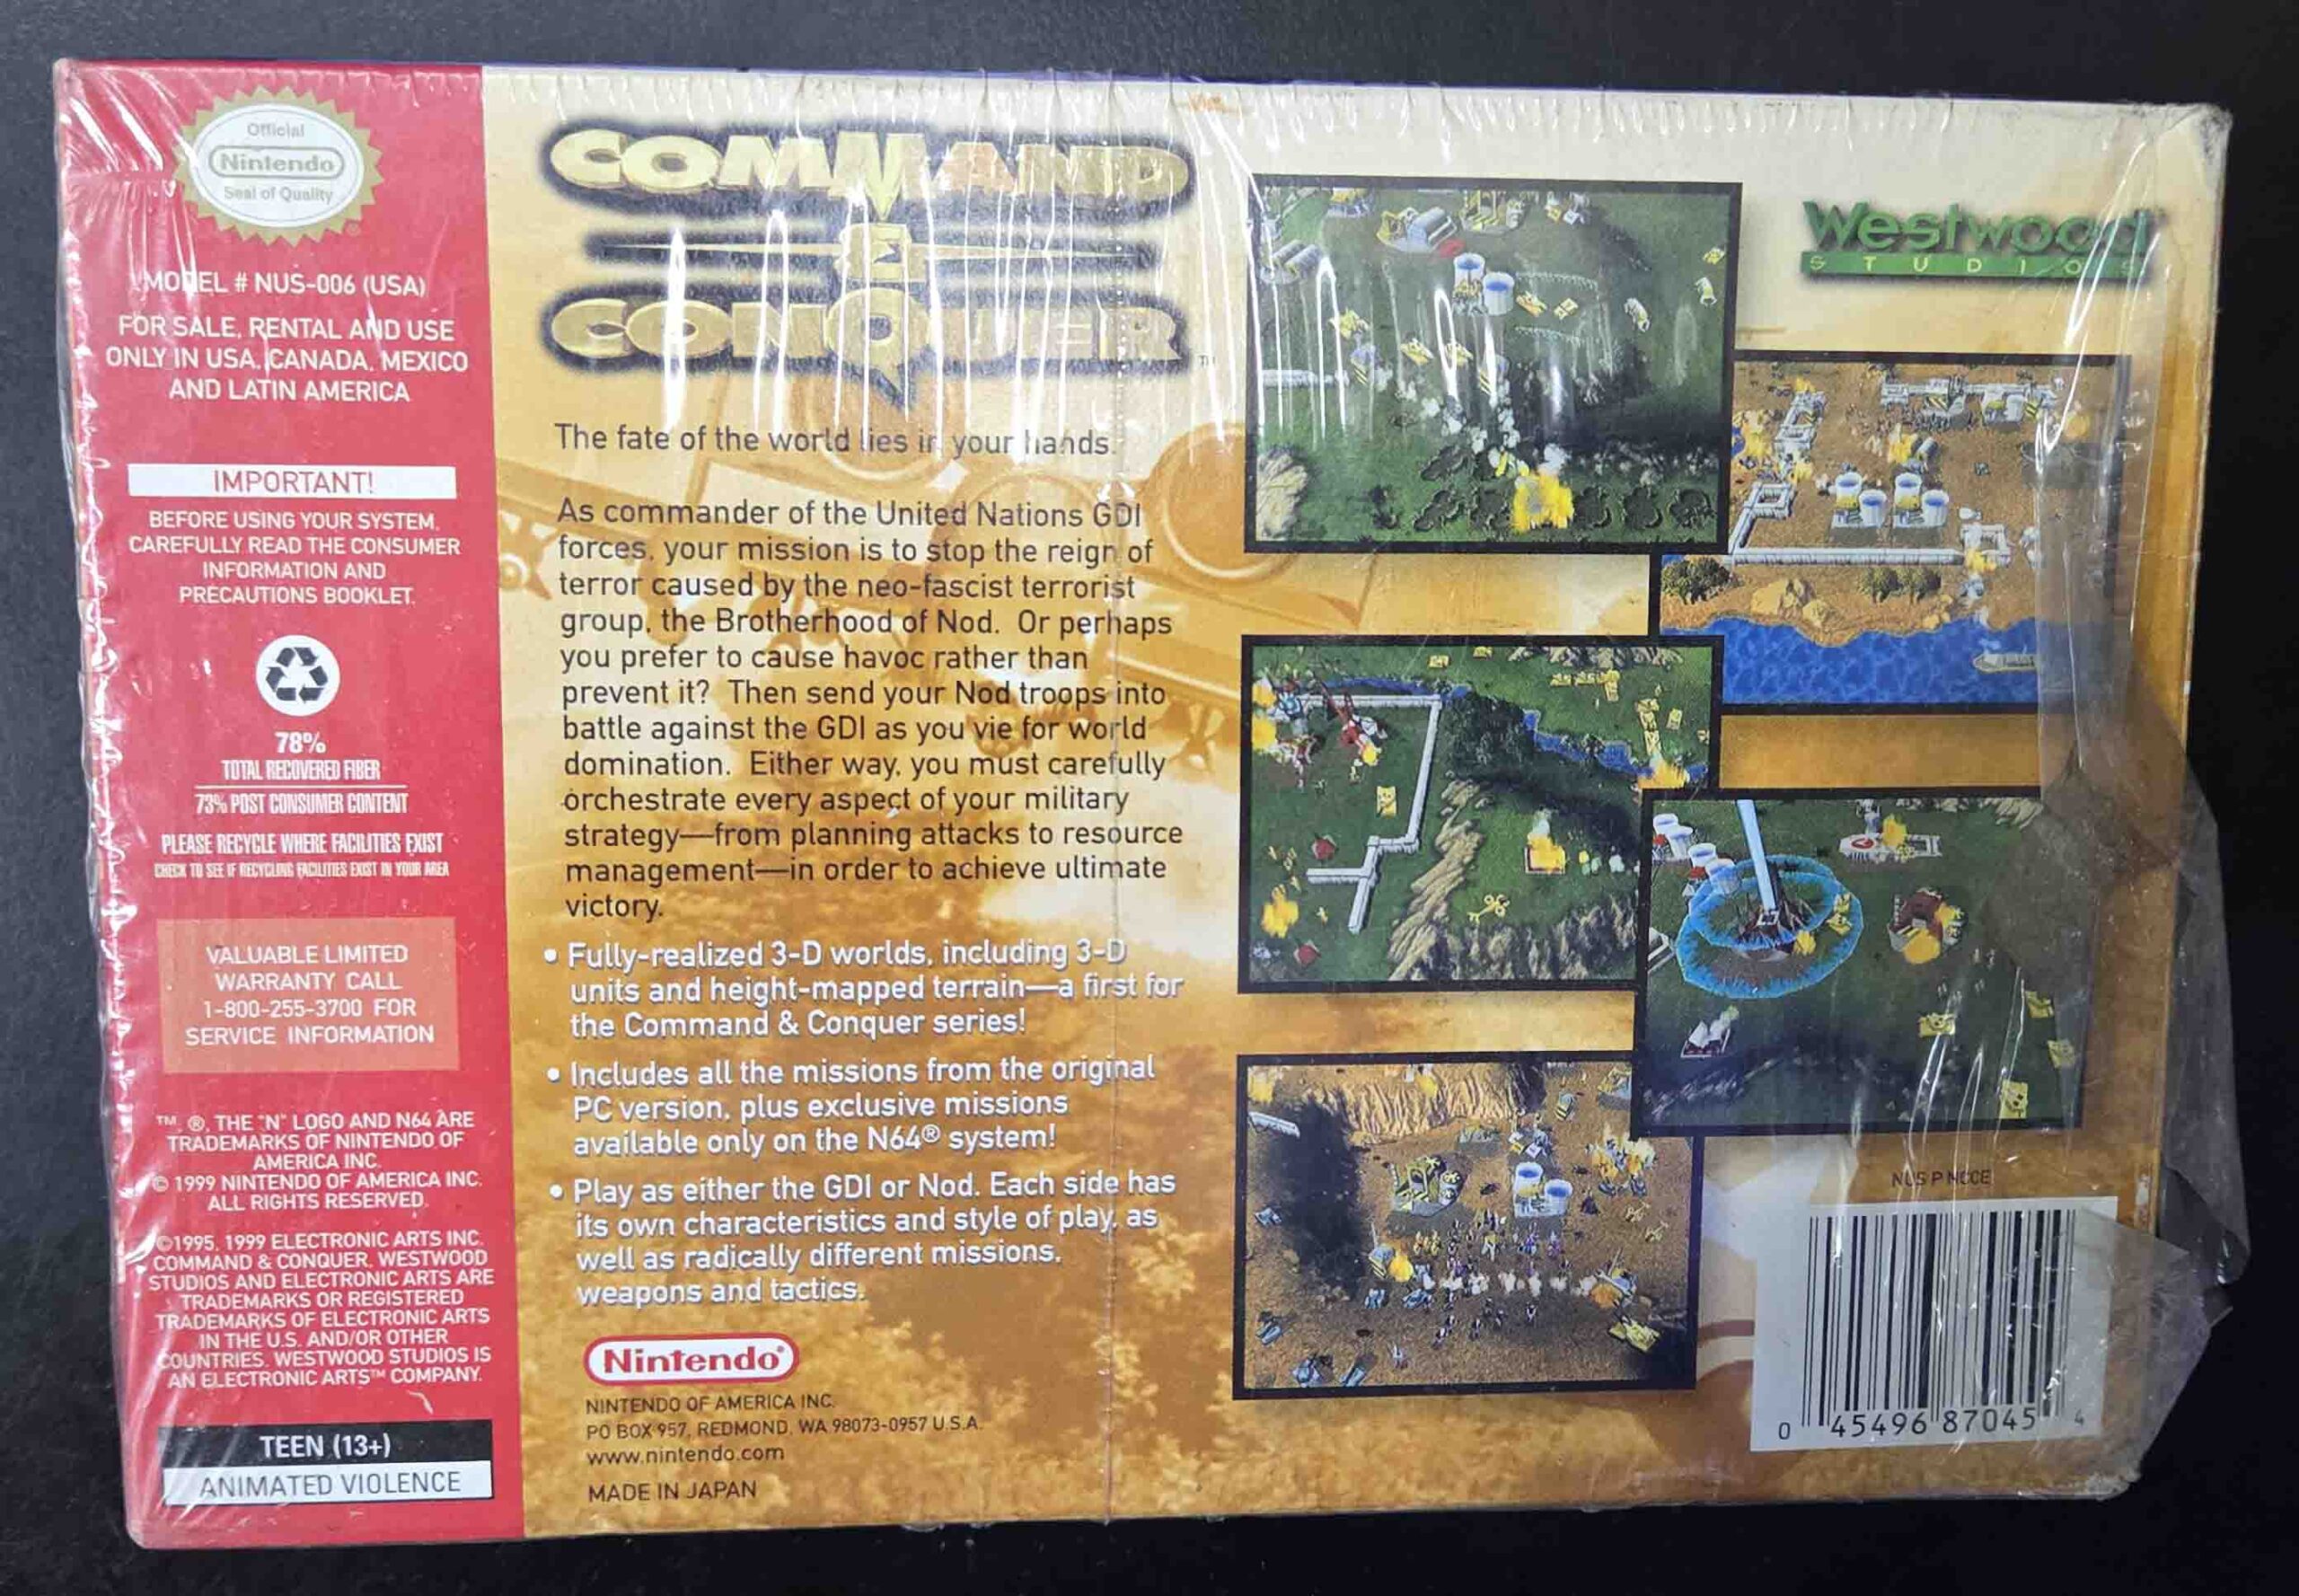 Official
Nintendo
Seal of Quality
MODEL # NUS-006 (USA)
FOR SALE, RENTAL AND USE
ONLY IN USA, CANADA, MEXICO
AND LATIN AMERICA
IMPORTANT!
BEFORE USING YOUR SYSTEM,
CAREFULLY READ THE CONSUMER
INFORMATION AND
PRECAUTIONS BOOKLET.
78%
TOTAL RECOVERED FIBER
73% POST CONSUMER CONTENT
PLEASE RECYCLE WHERE FACILITIES EXIST
CHECK TO SEE IF RECYCLING FACILITIES EXIST IN YOUR AREA
VALUABLE LIMITED
WARRANTY CALL
1-800-255-3700 FOR
SERVICE INFORMATION
TM, ®, THE "N" LOGO AND N64 ARE
TRADEMARKS OF NINTENDO OF
AMERICA INC.
© 1999 NINTENDO OF AMERICA INC.
ALL RIGHTS RESERVED.
©1995, 1999 ELECTRONIC ARTS INC.
COMMAND & CONQUER, WESTWOOD
STUDIOS AND ELECTRONIC ARTS ARE
TRADEMARKS OR REGISTERED
TRADEMARKS OF ELECTRONIC ARTS
IN THE U.S. AND/OR OTHER
COUNTRIES. WESTWOOD STUDIOS IS
AN ELECTRONIC ARTS™ COMPANY.
TEEN (13+)
ANIMATED VIOLENCE
COMMAND
&
CONQUER™
The fate of the world lies in your hands.
As commander of the United Nations GDI
forces, your mission is to stop the reign of
terror caused by the neo-fascist terrorist
group, the Brotherhood of Nod. Or perhaps
you prefer to cause havoc rather than
prevent it? Then send your Nod troops into
battle against the GDI as you vie for world
domination. Either way, you must carefully
orchestrate every aspect of your military
strategy—from planning attacks to resource
management—in order to achieve ultimate
victory.
• Fully-realized 3-D worlds, including 3-D
units and height-mapped terrain—a first for
the Command & Conquer series!
• Includes all the missions from the original
PC version, plus exclusive missions
available only on the N64® system!
• Play as either the GDI or Nod. Each side has
its own characteristics and style of play, as
well as radically different missions,
weapons and tactics.
Nintendo®
NINTENDO OF AMERICA INC.
PO BOX 957, REDMOND, WA 98073-0957 U.S.A.
www.nintendo.com
MADE IN JAPAN
Westwood
STUDIOS
NUS P NCCE
0 45496 87045 4